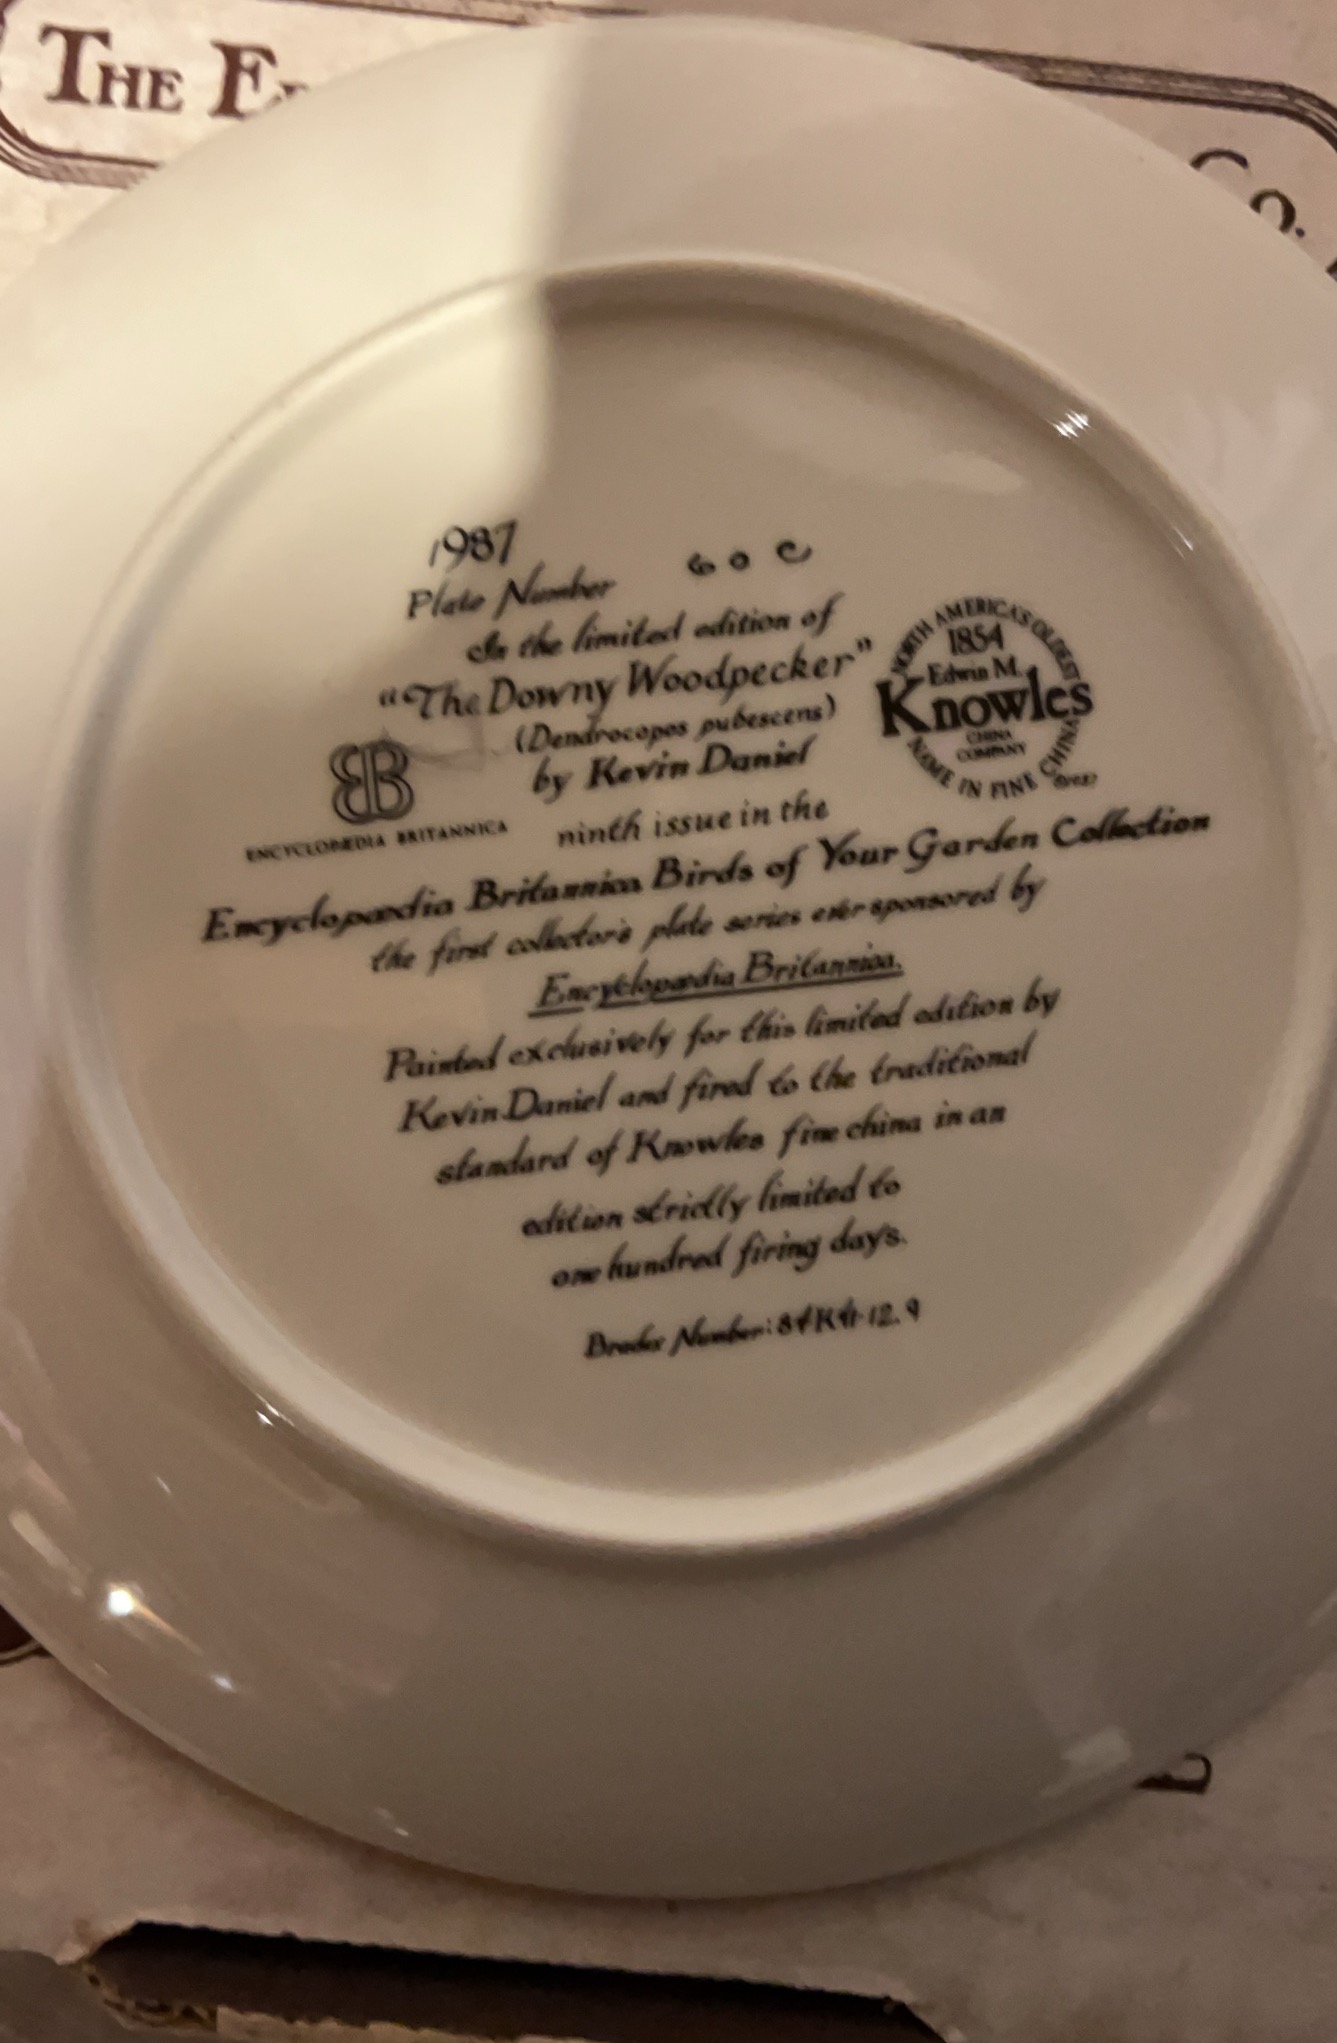 THE
Co.
1987
Plate Number
In the limited edition of
"The Downy Woodpecker"
(Dendrocopos pubescens)
by Kevin Daniel
ninth issue in the
NORTH AMERICA'S OLDEST
1854
Edwin M.
Knowles
CHINA
COMPANY
NAME IN FINE CHINA
ENCYCLOPÆDIA BRITANNICA
Encyclopædia Britannica Birds of Your Garden Collection
the first collector's plate series ever sponsored by
Encyclopædia Britannica.
Painted exclusively for this limited edition by
Kevin Daniel and fired to the traditional
standard of Knowles fine china in an
edition strictly limited to
one hundred firing days.
Bradex Number: 84-K41-12.9